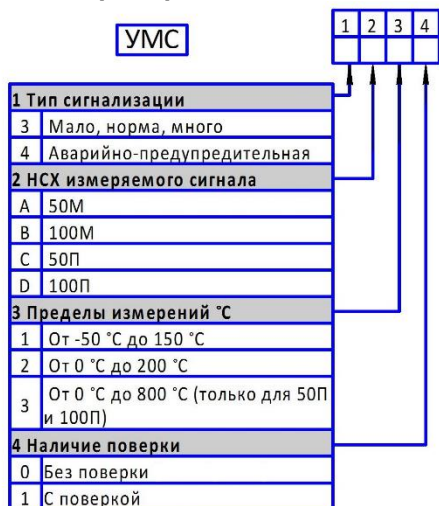 УМС
1 2 3 4
1 Тип сигнализации
3 Мало, норма, много
4 Аварийно-предупредительная
2 НСХ измеряемого сигнала
A 50М
B 100М
C 50П
D 100П
3 Пределы измерений °C
1 От -50 °C до 150 °C
2 От 0 °C до 200 °C
3 От 0 °C до 800 °C (только для 50П
и 100П)
4 Наличие поверки
0 Без поверки
1 С поверкой